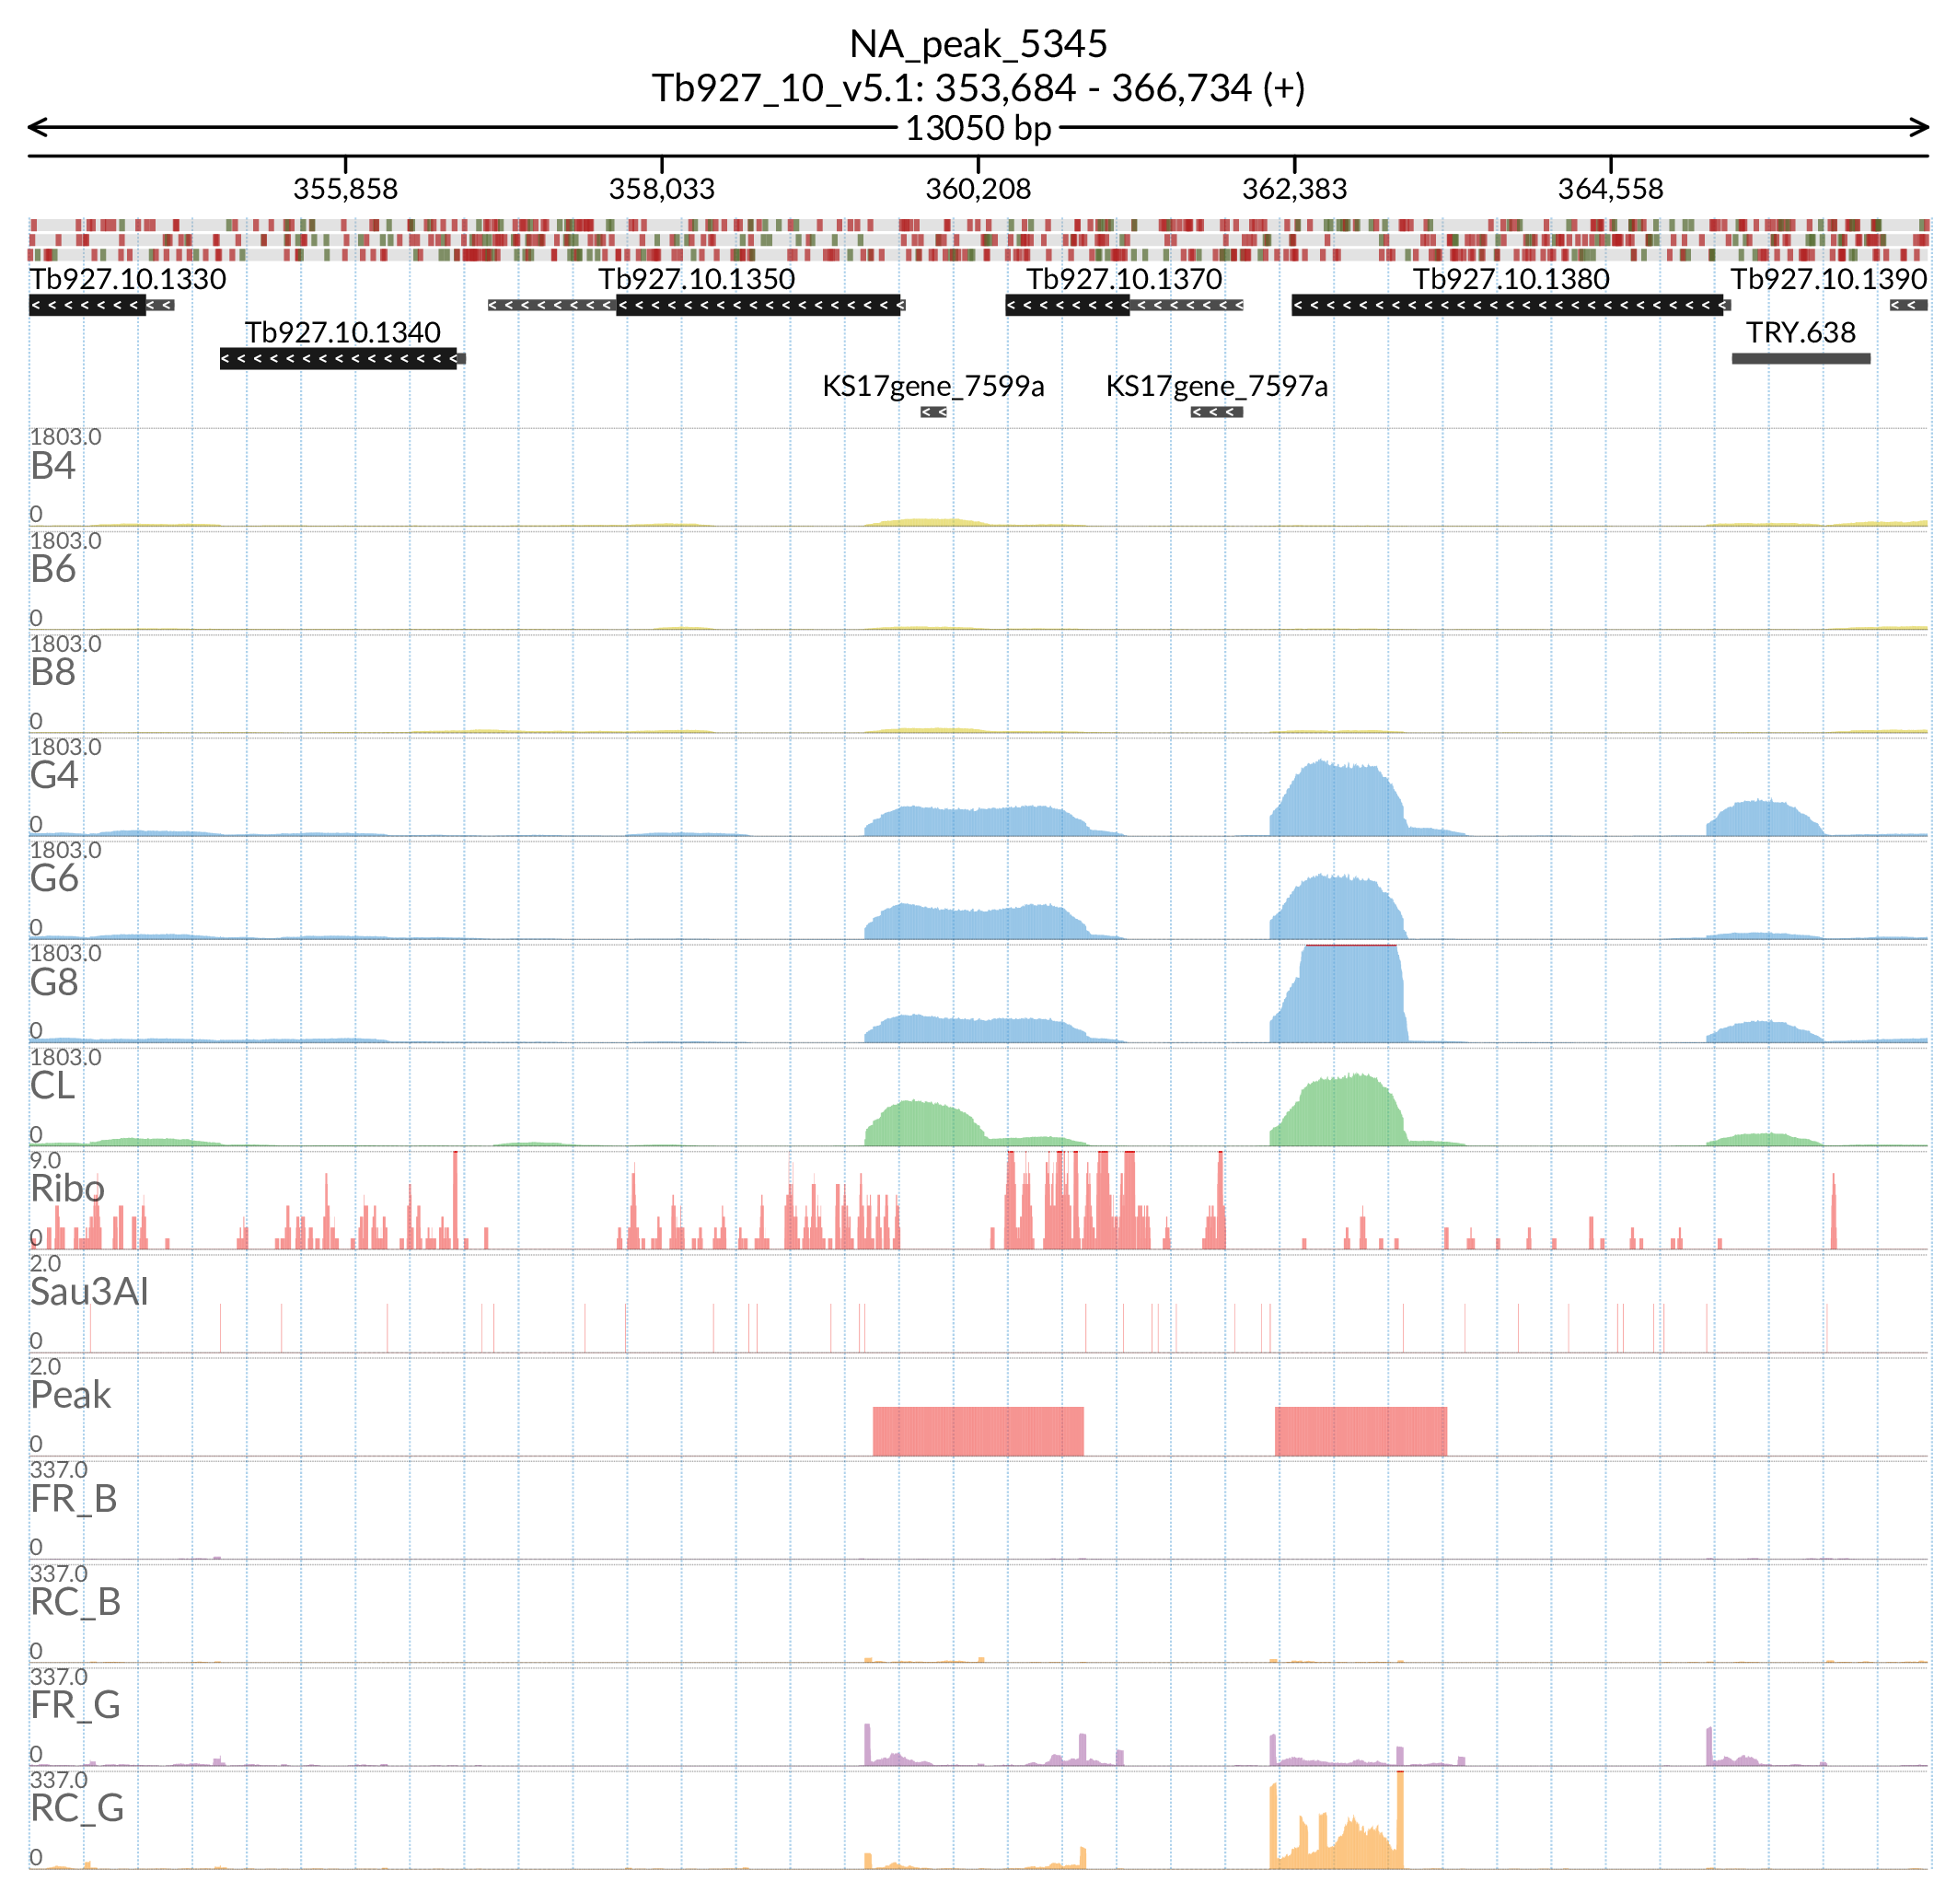 NA_peak_5345
Tb927_10_v5.1: 353,684 - 366,734 (+)
13050 bp
355,858 358,033 360,208 362,383 364,558
Tb927.10.1330 Tb927.10.1350 Tb927.10.1370 Tb927.10.1380 Tb927.10.1390
Tb927.10.1340 TRY.638
KS17gene_7599a KS17gene_7597a
1803.0
B4
0
1803.0
B6
0
1803.0
B8
0
1803.0
G4
0
1803.0
G6
0
1803.0
G8
0
1803.0
CL
0
9.0
Ribo
0
2.0
Sau3AI
0
2.0
Peak
0
337.0
FR_B
0
337.0
RC_B
0
337.0
FR_G
0
337.0
RC_G
0